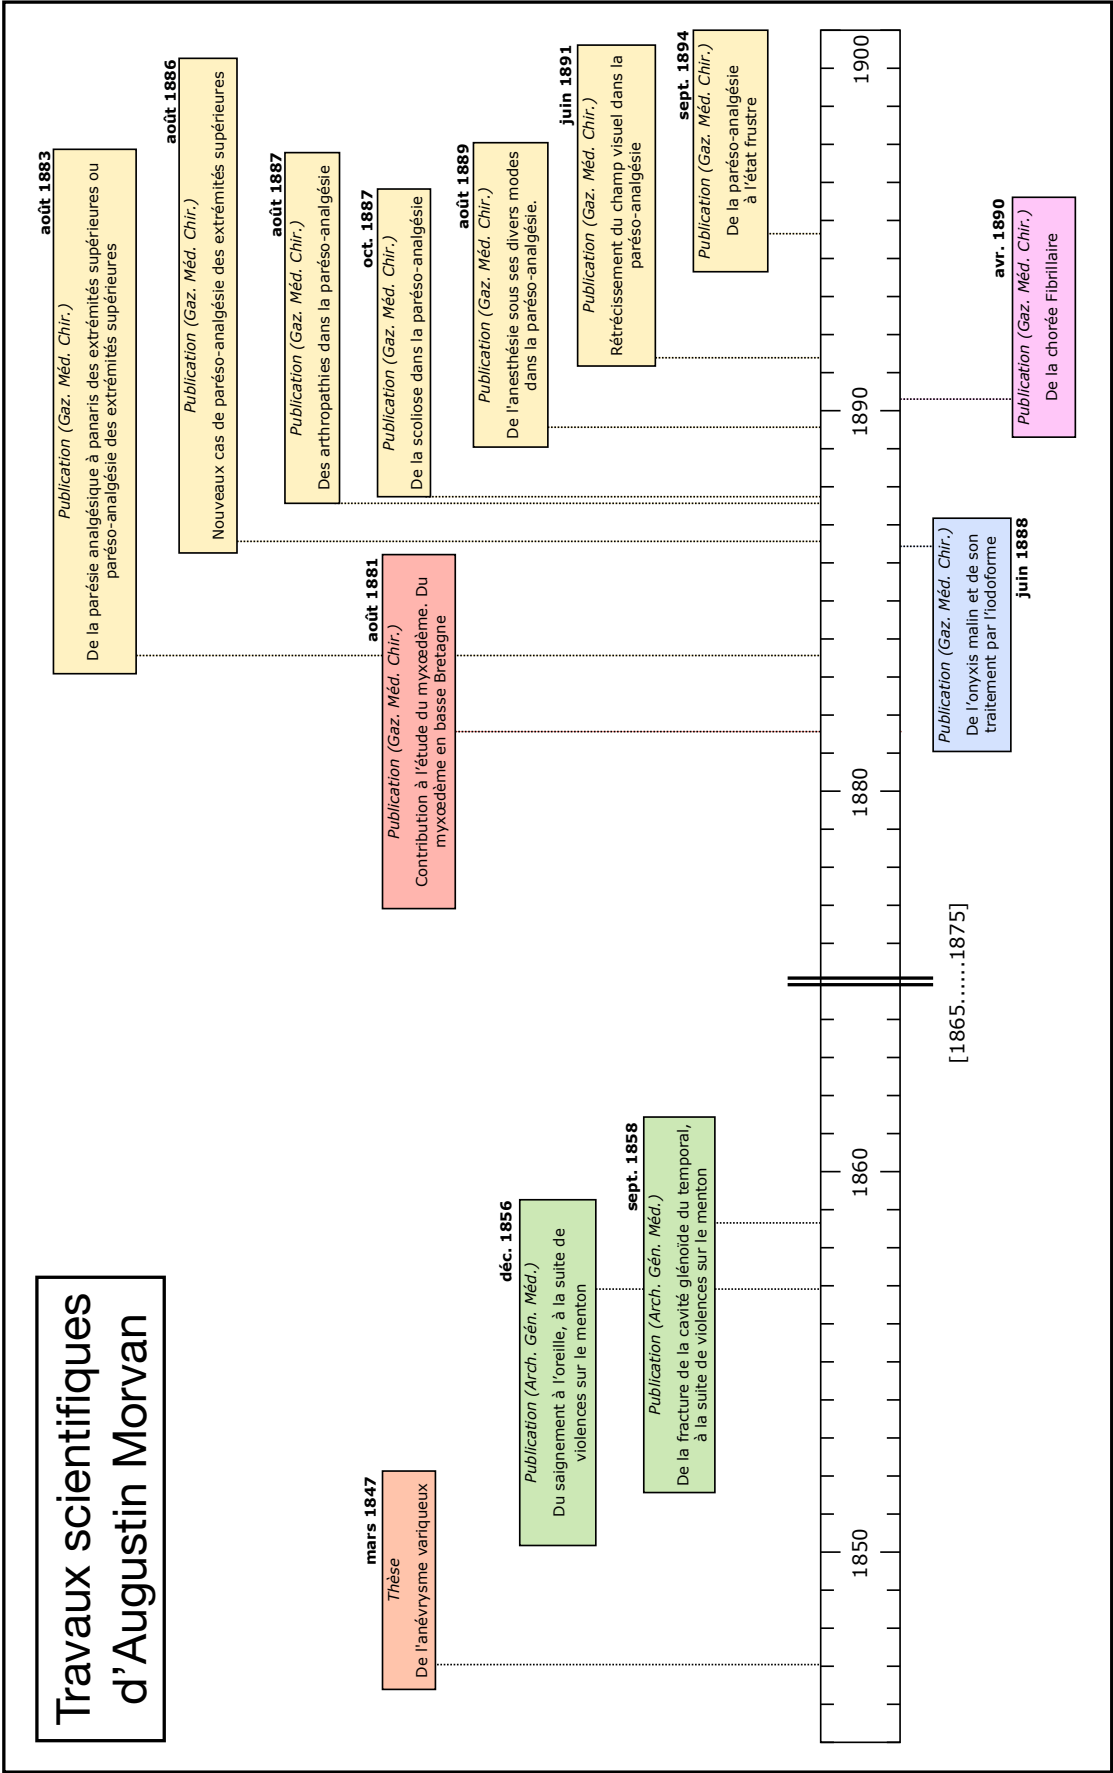 Travaux scientifiques
d'Augustin Morvan
mars 1847
Thèse
De l'anévrysme variqueux
déc. 1856
Publication (Arch. Gén. Méd.)
Du saignement à l'oreille, à la suite de
violences sur le menton
sept. 1858
Publication (Arch. Gén. Méd.)
De la fracture de la cavité glénoïde du temporal,
à la suite de violences sur le menton
août 1881
Publication (Gaz. Méd. Chir.)
Contribution à l'étude du myxœdème. Du
myxœdème en basse Bretagne
août 1883
Publication (Gaz. Méd. Chir.)
De la parésie analgésique à panaris des extrémités supérieures ou
paréso-analgésie des extrémités supérieures
août 1886
Publication (Gaz. Méd. Chir.)
Nouveaux cas de paréso-analgésie des extrémités supérieures
août 1887
Publication (Gaz. Méd. Chir.)
Des arthropathies dans la paréso-analgésie
oct. 1887
Publication (Gaz. Méd. Chir.)
De la scoliose dans la paréso-analgésie
août 1889
Publication (Gaz. Méd. Chir.)
De l'anesthésie sous ses divers modes
dans la paréso-analgésie.
juin 1891
Publication (Gaz. Méd. Chir.)
Rétrécissement du champ visuel dans la
paréso-analgésie
sept. 1894
Publication (Gaz. Méd. Chir.)
De la paréso-analgésie
à l'état frustre
1850
1860
1880
1890
1900
[1865......1875]
Publication (Gaz. Méd. Chir.)
De l'onyxis malin et de son
traitement par l'iodoforme
juin 1888
avr. 1890
Publication (Gaz. Méd. Chir.)
De la chorée Fibrillaire